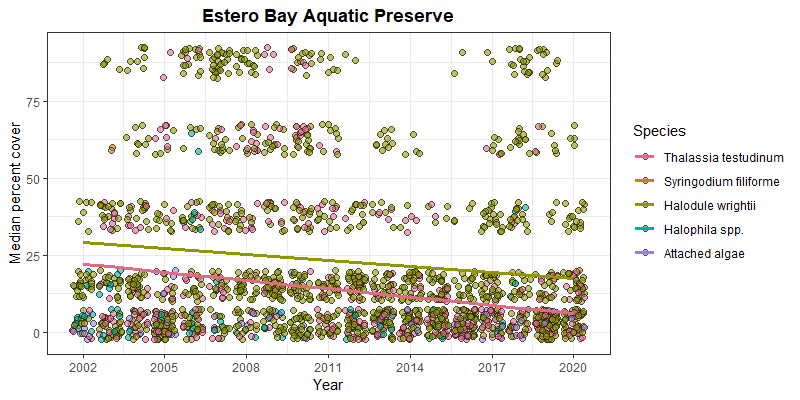 Estero Bay Aquatic Preserve
Median percent cover
75
50
25
0
2002 2005 2008 2011 2014 2017 2020
Year
Species
Thalassia testudinum
Syringodium filiforme
Halodule wrightii
Halophila spp.
Attached algae